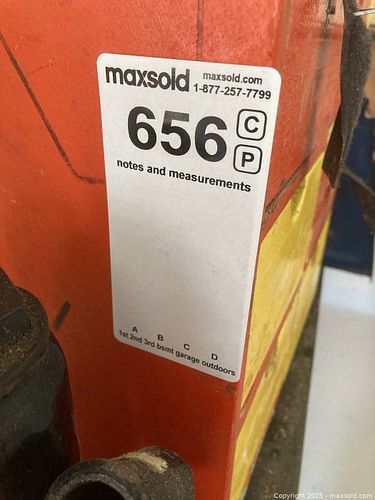 maxsold
maxsold.com
1-877-257-7799
656
C
P
notes and measurements
A B C D
1st 2nd 3rd bsmt garage outdoors
Copyright 2025 - maxsold.com